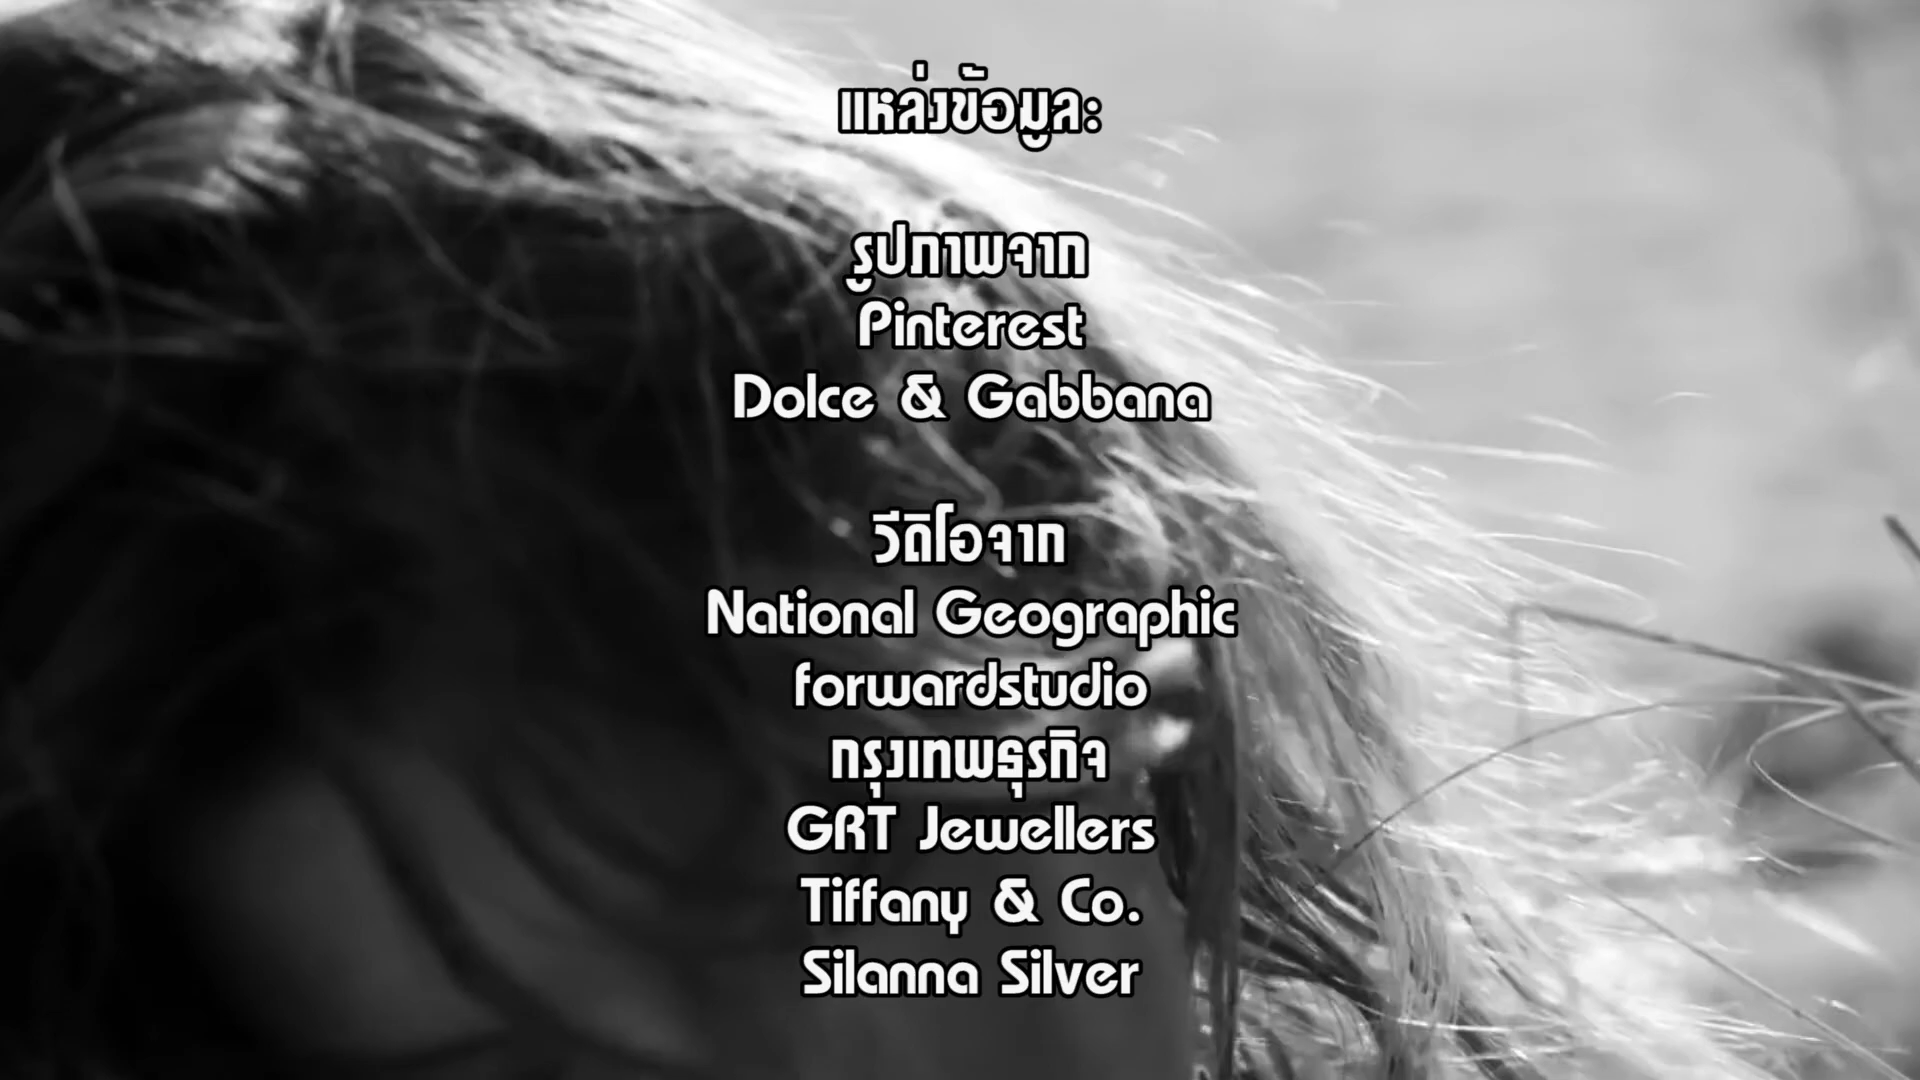 แหล่งข้อมูล:
รูปภาพจาก
Pinterest
Dolce & Gabbana
วีดิโอจาก
National Geographic
forwardstudio
กรุงเทพธุรกิจ
GRT Jewellers
Tiffany & Co.
Silanna Silver